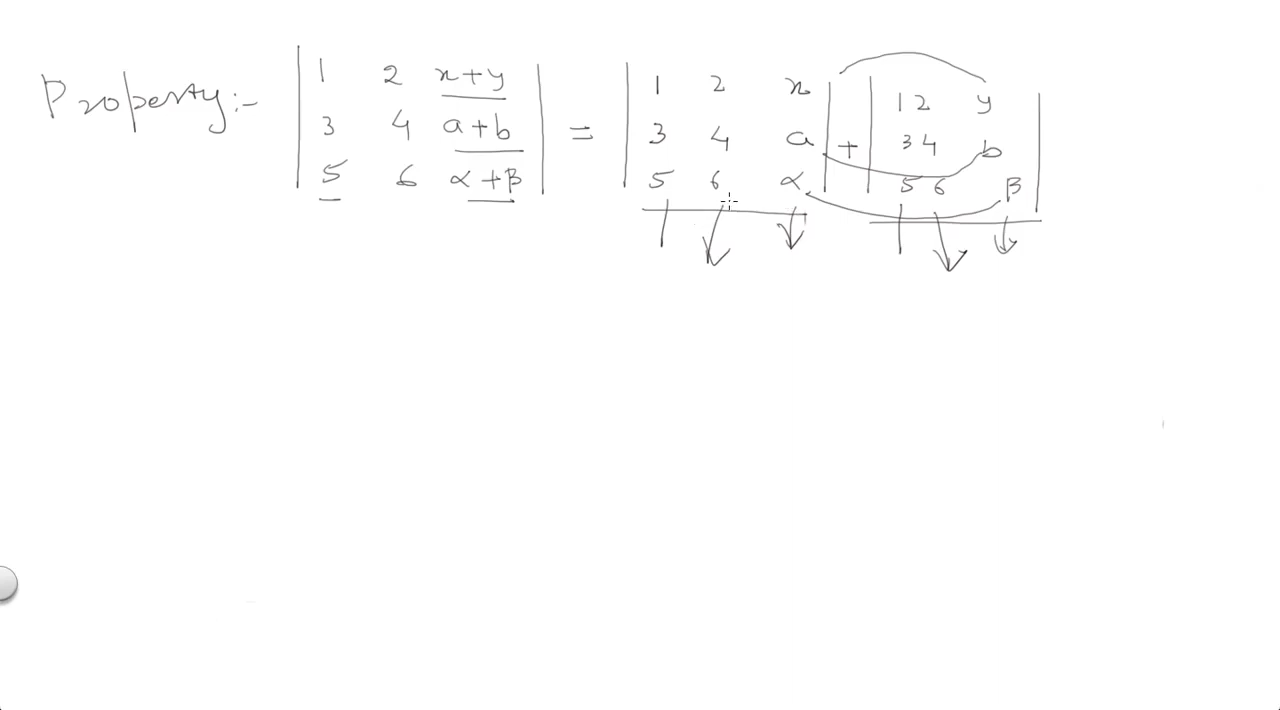 Property:- | 1 2 x+y | = | 1 2 x | + | 1 2 y |
| 3 4 a+b | | 3 4 a | | 3 4 b |
| 5 6 α+β | | 5 6 α | | 5 6 β |